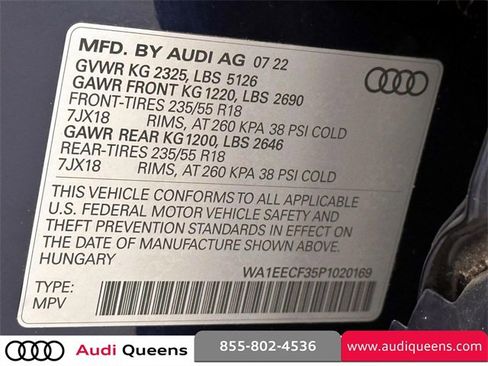 MFD. BY AUDI AG 07 22
GVWR KG 2325, LBS 5126
GAWR FRONT KG 1220, LBS 2690
FRONT-TIRES 235/55 R18
7JX18 RIMS, AT 260 KPA 38 PSI COLD
GAWR REAR KG 1200, LBS 2646
REAR-TIRES 235/55 R18
7JX18 RIMS, AT 260 KPA 38 PSI COLD
THIS VEHICLE CONFORMS TO ALL APPLICABLE
U.S. FEDERAL MOTOR VEHICLE SAFETY AND
THEFT PREVENTION STANDARDS IN EFFECT ON
THE DATE OF MANUFACTURE SHOWN ABOVE.
HUNGARY
WA1EECF35P1020169
TYPE:
MPV
Audi Queens
855-802-4536
www.audiqueens.com